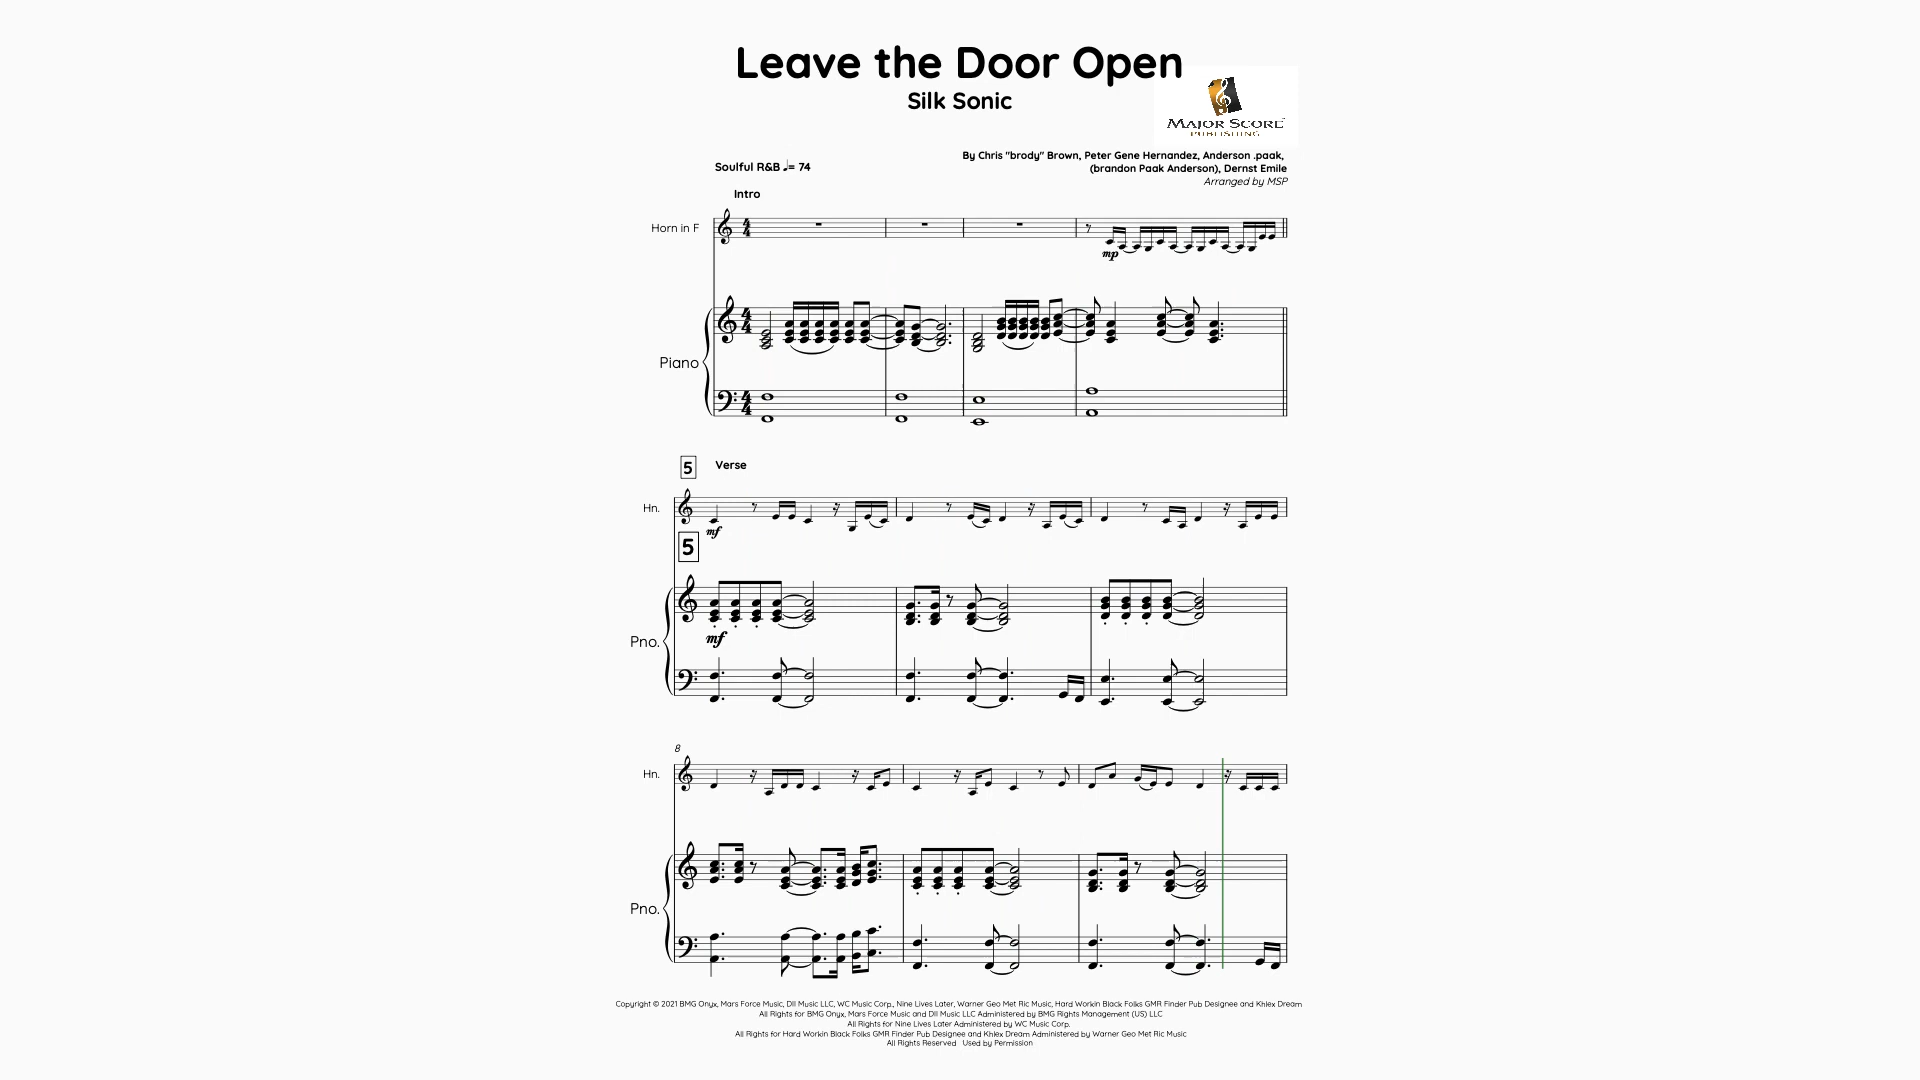 Leave the Door Open
Silk Sonic
MAJOR SCORE
PUBLISHING
By Chris "brody" Brown, Peter Gene Hernandez, Anderson .paak,
(brandon Paak Anderson), Dernst Emile
Arranged by MSP
Soulful R&B ♩= 74
Intro
Horn in F
mp
Piano
5
Verse
Hn.
mf
5
mf
Pno.
8
Hn.
Pno.
Copyright © 2021 BMG Onyx, Mars Force Music, DII Music LLC, WC Music Corp., Nine Lives Later, Warner Geo Met Ric Music, Hard Workin Black Folks GMR Finder Pub Designee and Khlex Dream
All Rights for BMG Onyx, Mars Force Music and DII Music LLC Administered by BMG Rights Management (US) LLC
All Rights for Nine Lives Later Administered by WC Music Corp.
All Rights for Hard Workin Black Folks GMR Finder Pub Designee and Khlex Dream Administered by Warner Geo Met Ric Music
All Rights Reserved Used by Permission